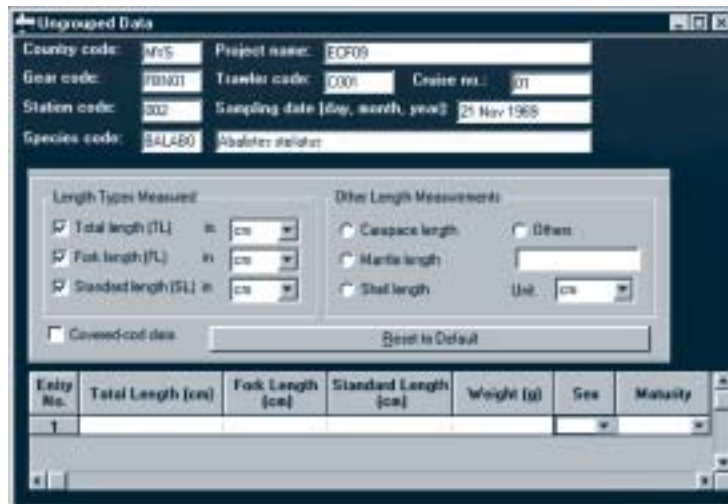 Ungrouped Data
Country code: MYS Project name: ECF09
Gear code: Trawler code: C001 Cruise no.: 01
Station code: 002 Sampling date (day, month, year) 21 Nov 1969
Species code: BALAB0 Abalistes stellatus
Length Types Measured Other Length Measurements
Total length (TL) in cm Carapace length Others
Fork length (FL) in cm Mantle length
Standard length (SL) in cm Shell length Unit cm
Covered-cod data Reset to Default
Entry No. Total Length (cm) Fork Length (cm) Standard Length (cm) Weight (g) Sex Maturity
1